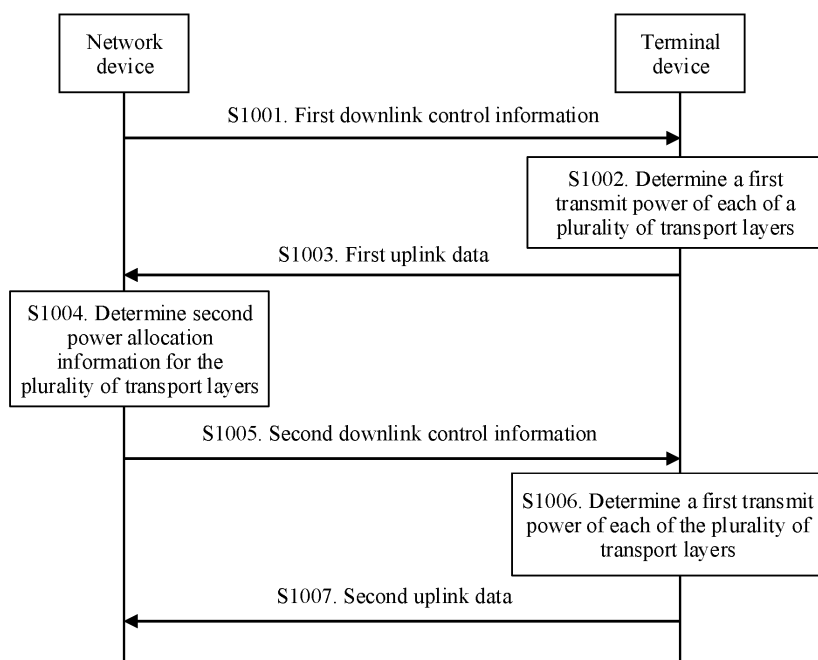 Network
device
Terminal
device
S1001. First downlink control information
S1002. Determine a first
transmit power of each of a
plurality of transport layers
S1003. First uplink data
S1004. Determine second
power allocation
information for the
plurality of transport layers
S1005. Second downlink control information
S1006. Determine a first transmit
power of each of the plurality of
transport layers
S1007. Second uplink data